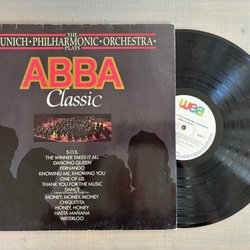 THE
UNICH·PHILHARMONIC·ORCHESTRA·
PLAYS
ABBA
Classic
S.O.S.
THE WINNER TAKES IT ALL
DANCING QUEEN
FERNANDO
KNOWING ME, KNOWING YOU
ONE OF US
THANK YOU FOR THE MUSIC
DANCE
MONEY, MONEY, MONEY
CHIQUITITA
HONEY, HONEY
HASTA MAÑANA
WATERLOO
wea